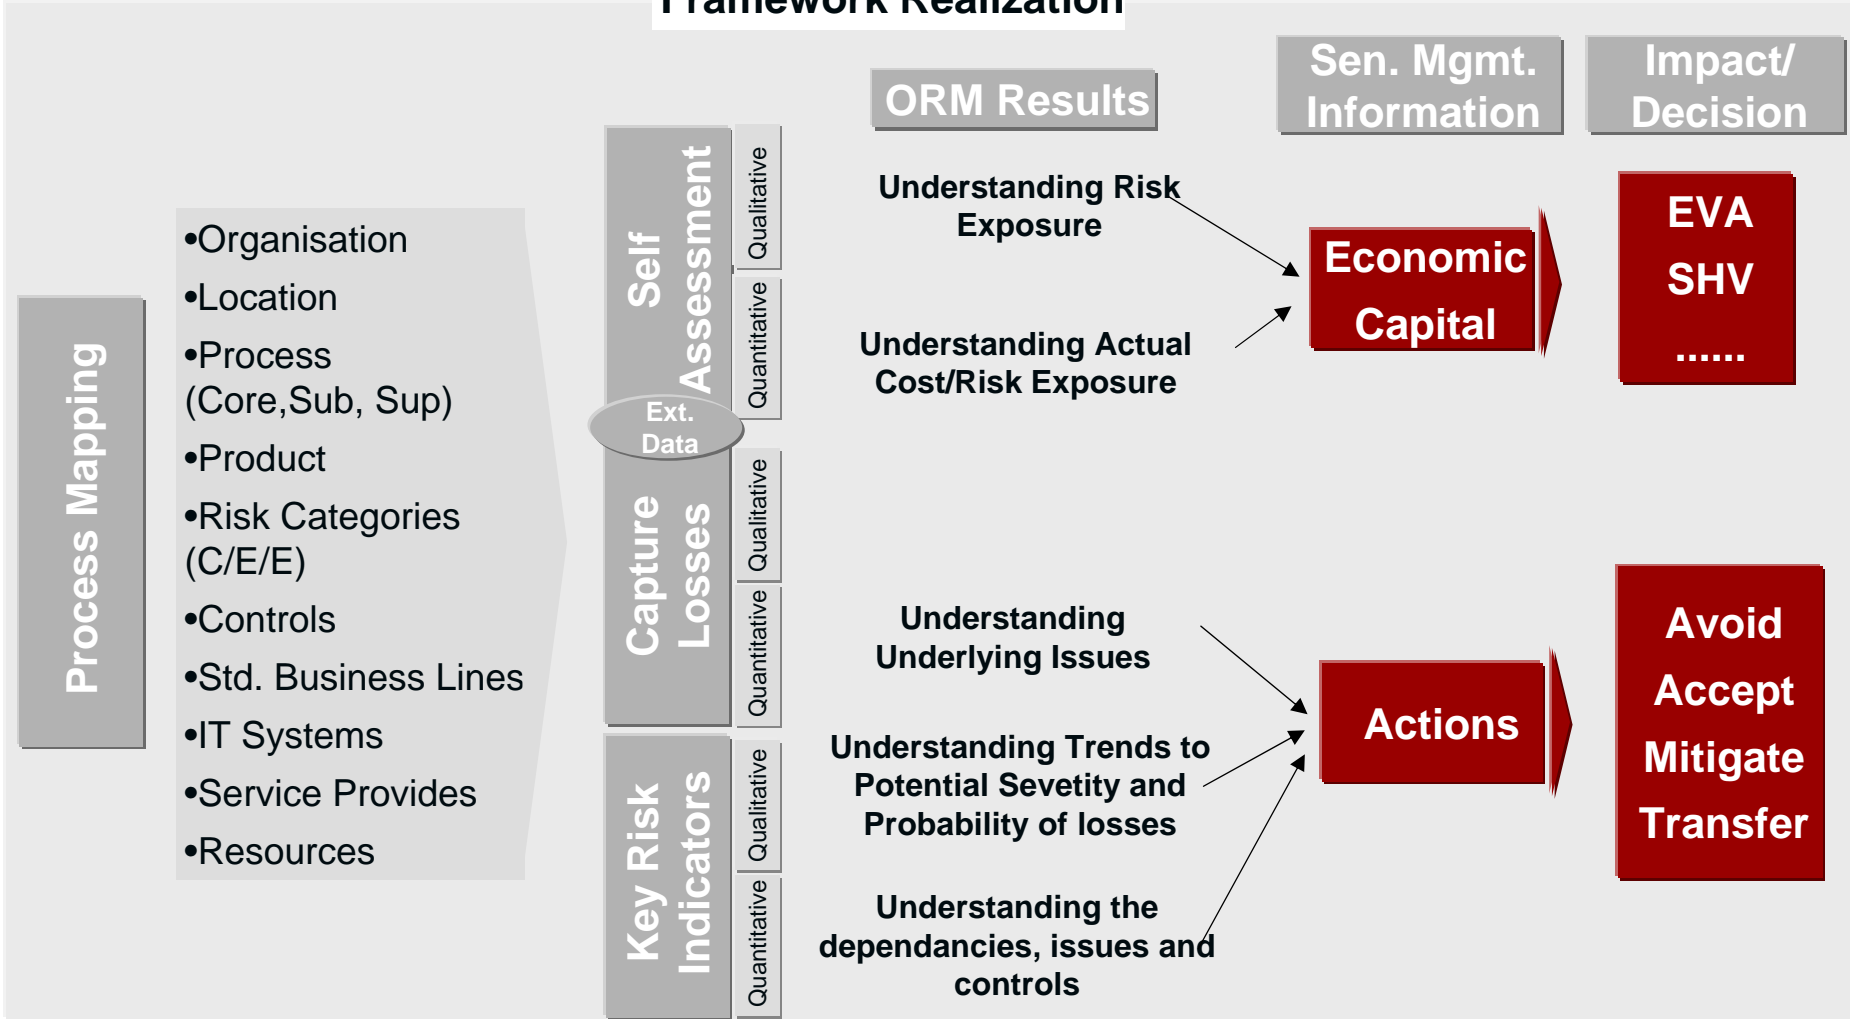 Framework Realization
ORM Results
Sen. Mgmt.
Information
Impact/
Decision
Process Mapping
•Organisation
•Location
•Process
(Core,Sub, Sup)
•Product
•Risk Categories
(C/E/E)
•Controls
•Std. Business Lines
•IT Systems
•Service Provides
•Resources
Self
Assessment
Qualitative
Quantitative
Ext.
Data
Capture
Losses
Qualitative
Quantitative
Key Risk
Indicators
Qualitative
Quantitative
Understanding Risk
Exposure
Understanding Actual
Cost/Risk Exposure
Understanding
Underlying Issues
Understanding Trends to
Potential Sevetity and
Probability of losses
Understanding the
dependancies, issues and
controls
Economic
Capital
Actions
EVA
SHV
......
Avoid
Accept
Mitigate
Transfer